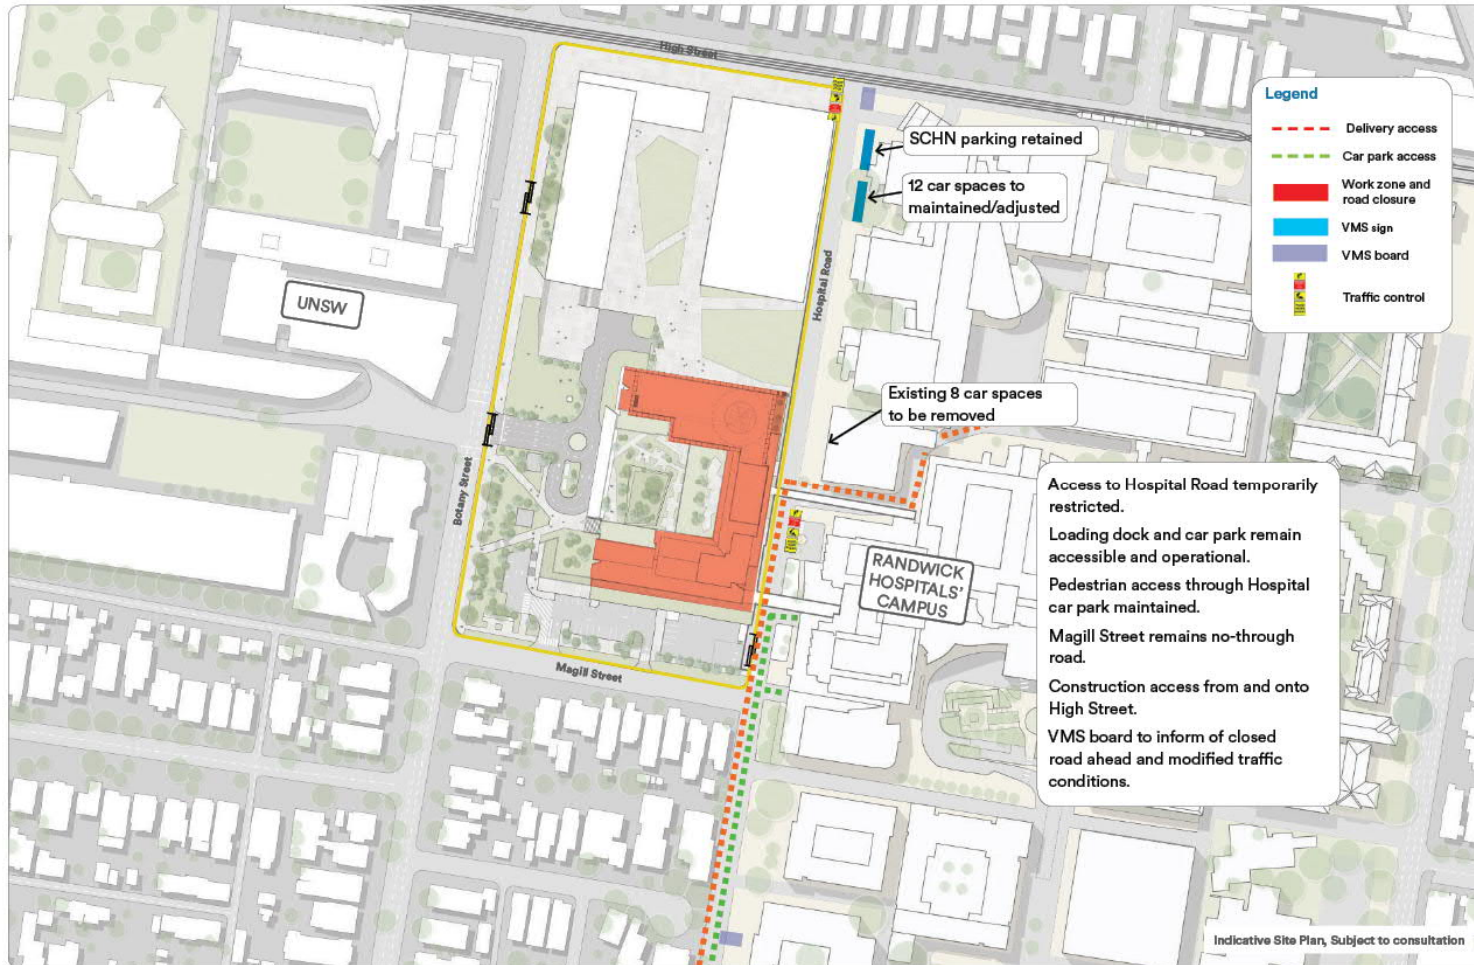 High Street
Legend
Delivery access
Car park access
Work zone and
road closure
VMS sign
VMS board
Traffic control
SCHN parking retained
12 car spaces to
maintained/adjusted
Hospital Road
UNSW
Existing 8 car spaces
to be removed
Botany Street
RANDWICK
HOSPITALS'
CAMPUS
Magill Street
Access to Hospital Road temporarily
restricted.
Loading dock and car park remain
accessible and operational.
Pedestrian access through Hospital
car park maintained.
Magill Street remains no-through
road.
Construction access from and onto
High Street.
VMS board to inform of closed
road ahead and modified traffic
conditions.
Indicative Site Plan, Subject to consultation